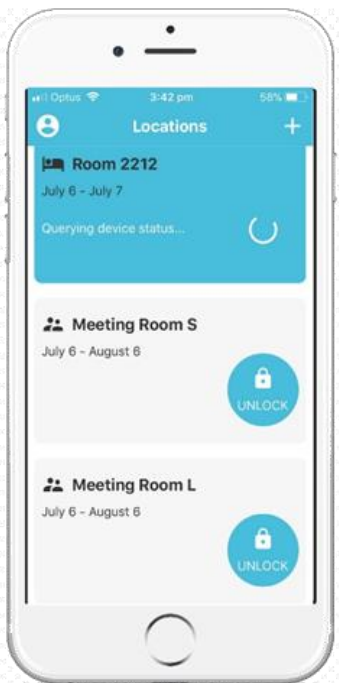 Optus 3:42 pm 58%
Locations
Room 2212
July 6 - July 7
Querying device status...
Meeting Room S
July 6 - August 6
UNLOCK
Meeting Room L
July 6 - August 6
UNLOCK